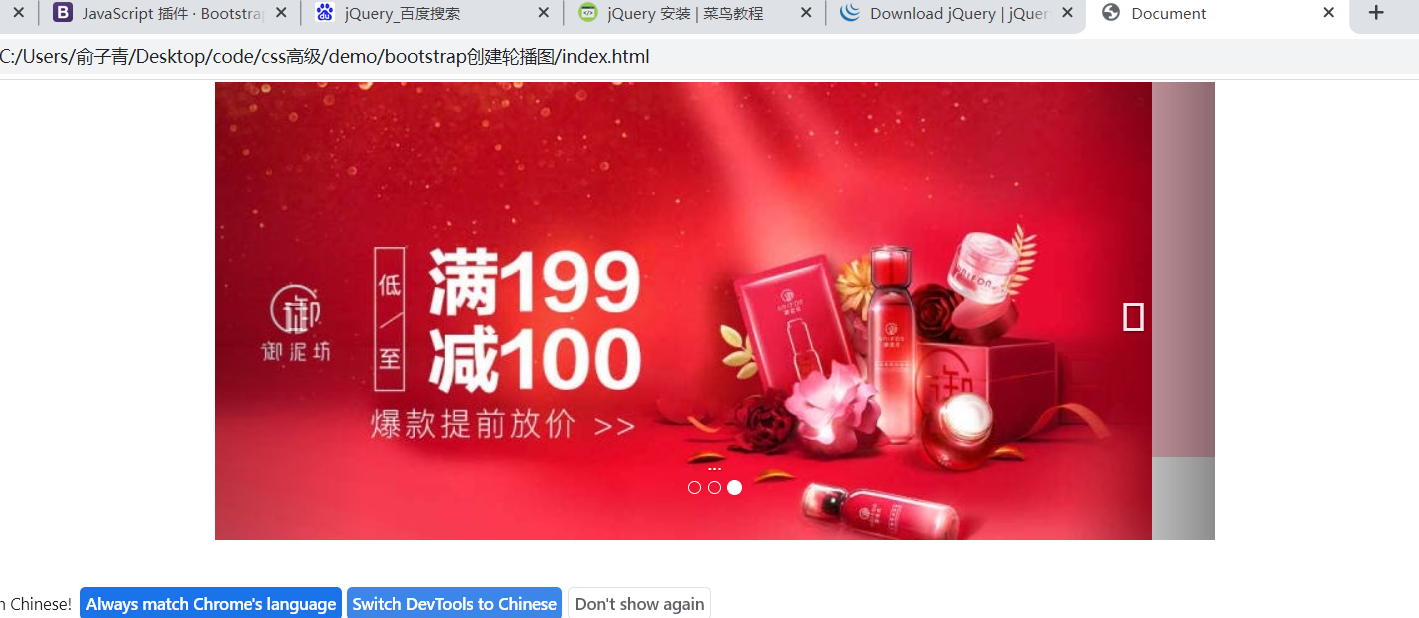 JavaScript 插件 · Bootstrap
jQuery_百度搜索
jQuery 安装 | 菜鸟教程
Download jQuery | jQuer
Document
C:/Users/俞子青/Desktop/code/css高级/demo/bootstrap创建轮播图/index.html
御泥坊
低/至
满199
减100
爆款提前放价 >>
...
n Chinese!
Always match Chrome's language
Switch DevTools to Chinese
Don't show again